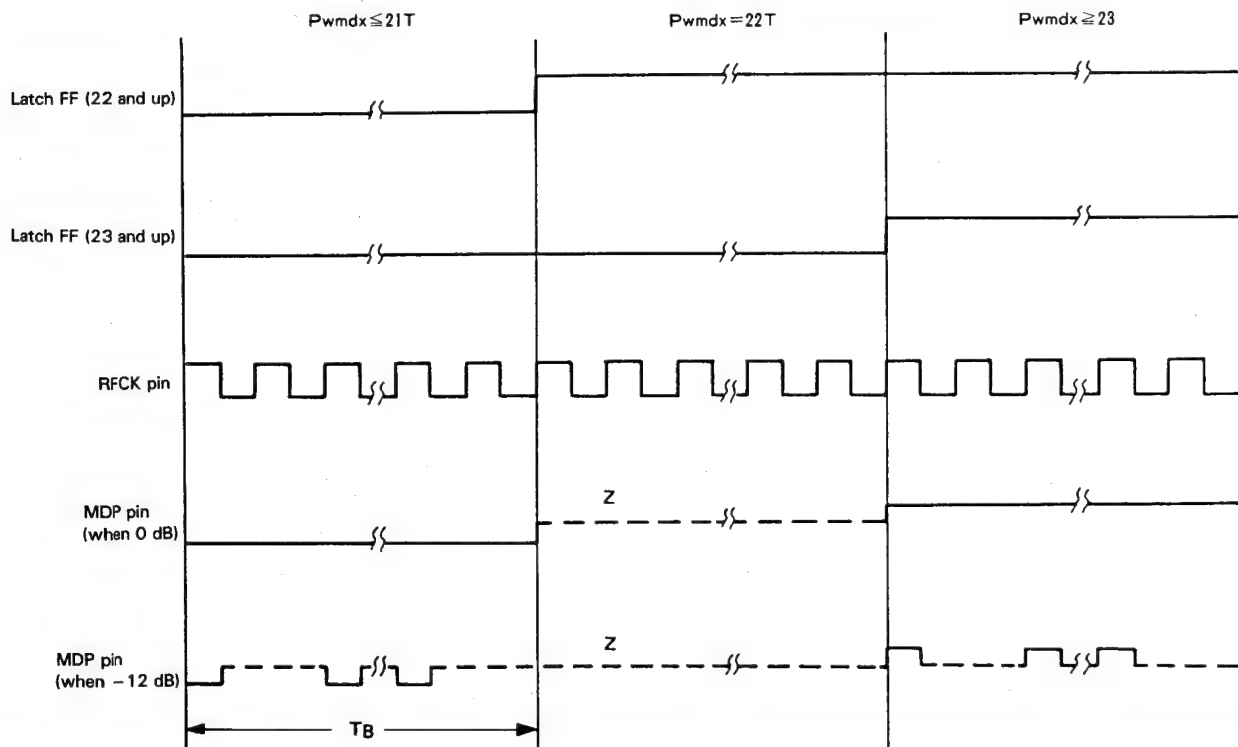 Pwmdx≦21T
Pwmdx=22T
Pwmdx≧23
Latch FF (22 and up)
Latch FF (23 and up)
RFCK pin
MDP pin
(when 0 dB)
Z
MDP pin
(when −12 dB)
Z
TB